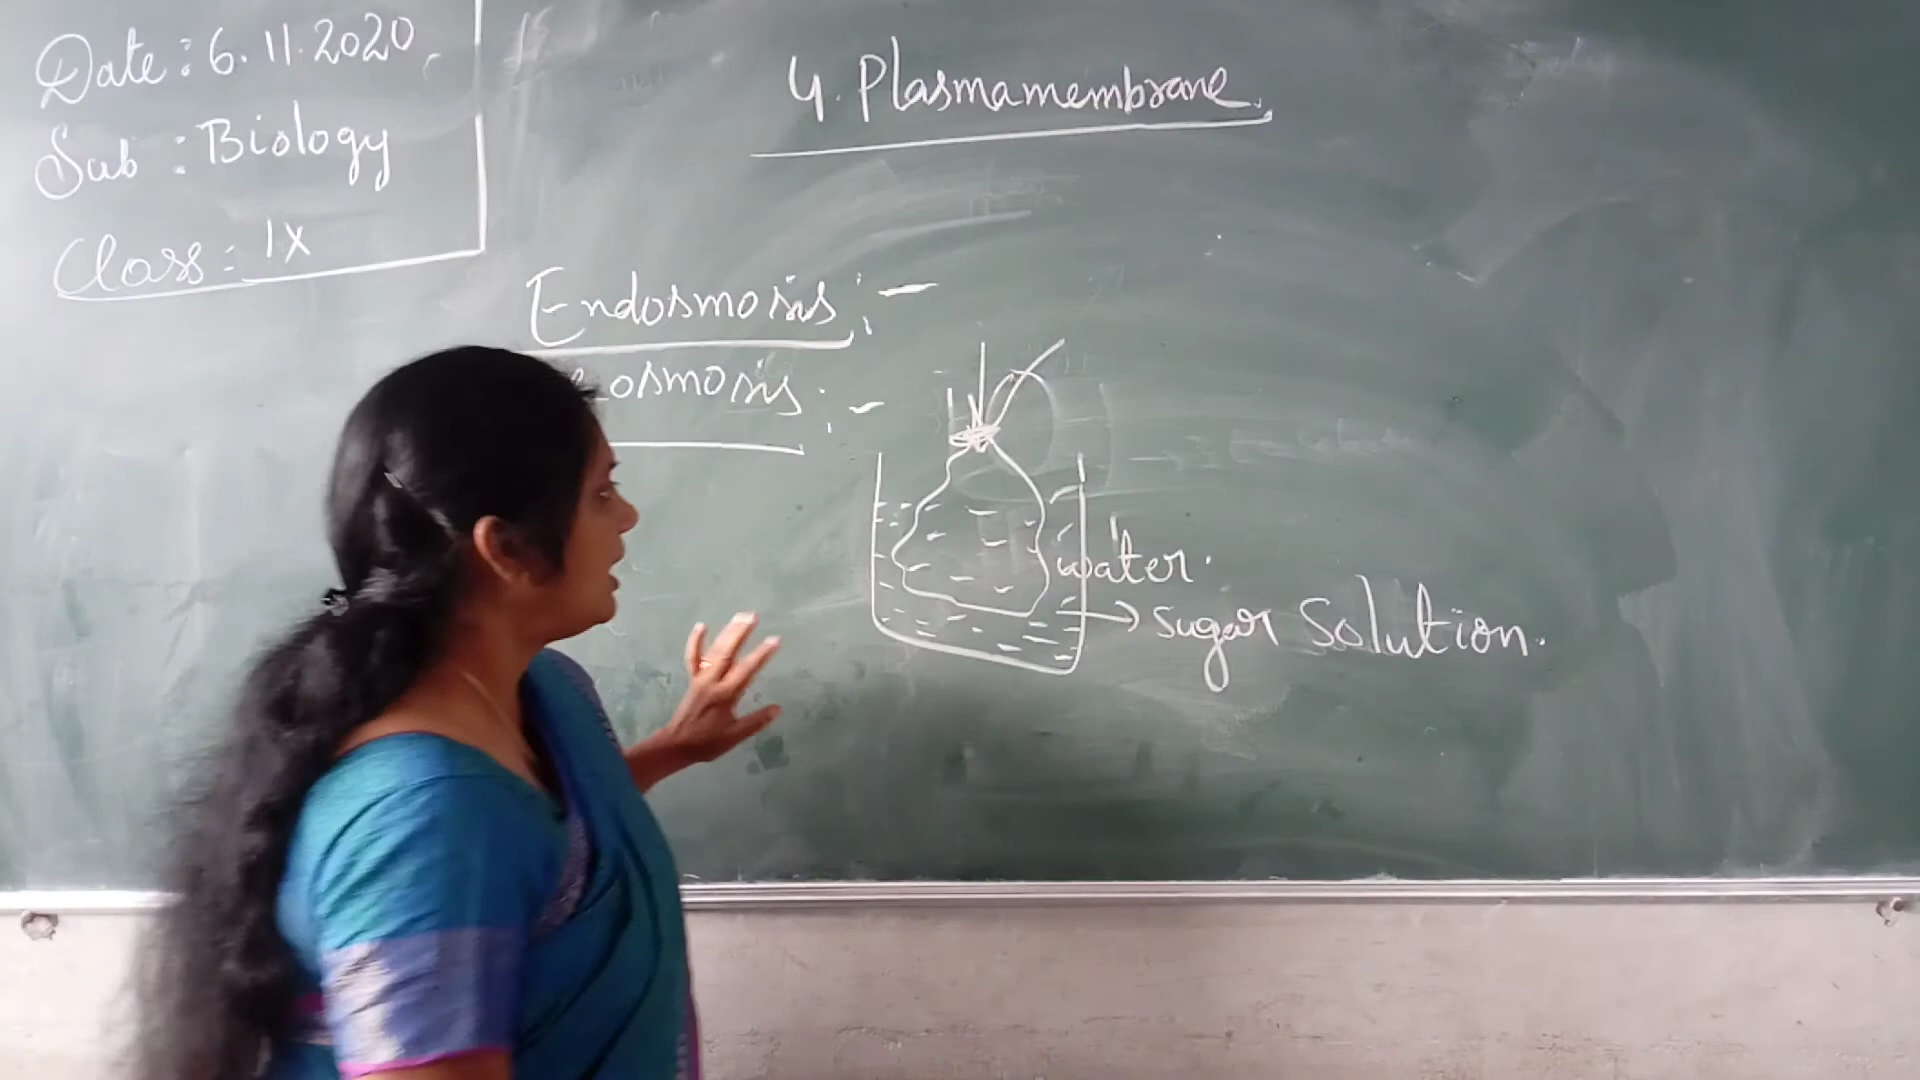 Date : 6.11.2020
Sub : Biology
Class : IX
4. Plasmamembrane.
Endosmosis :-
osmosis :-
water.
sugar solution.